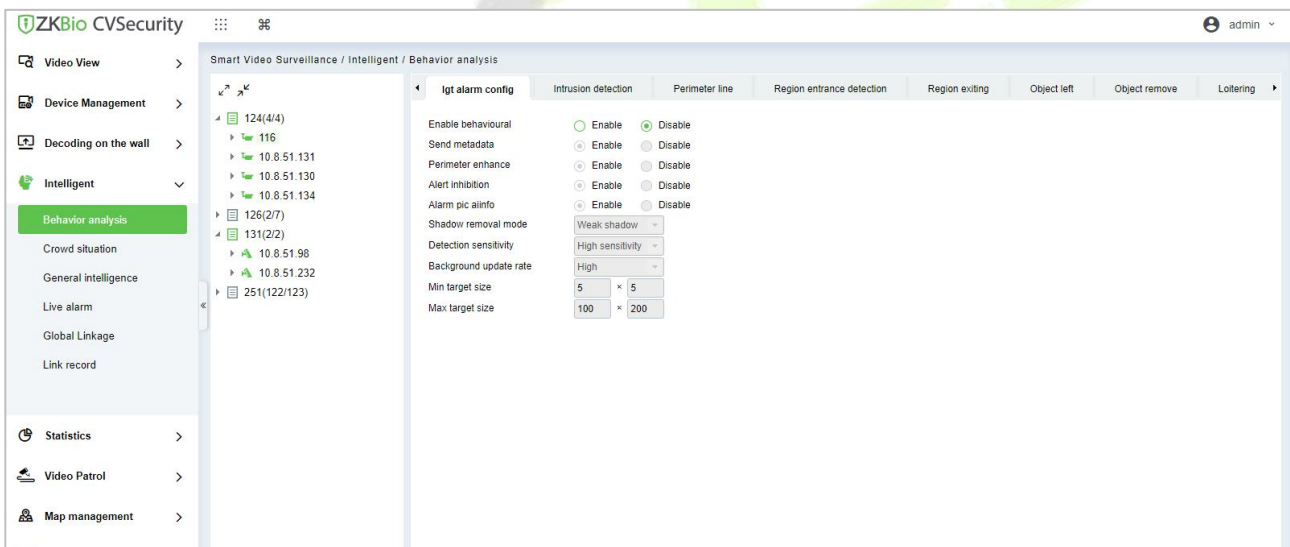 ZKBio CVSecurity
admin
Video View
Device Management
Decoding on the wall
Intelligent
Behavior analysis
Crowd situation
General intelligence
Live alarm
Global Linkage
Link record
Statistics
Video Patrol
Map management
Smart Video Surveillance / Intelligent / Behavior analysis
124(4/4)
116
10.8.51.131
10.8.51.130
10.8.51.134
126(2/7)
131(2/2)
10.8.51.98
10.8.51.232
251(122/123)
Igt alarm config Intrusion detection Perimeter line Region entrance detection Region exiting Object left Object remove Loitering
Enable behavioural Enable Disable
Send metadata Enable Disable
Perimeter enhance Enable Disable
Alert inhibition Enable Disable
Alarm pic aiinfo Enable Disable
Shadow removal mode Weak shadow
Detection sensitivity High sensitivity
Background update rate High
Min target size 5 × 5
Max target size 100 × 200